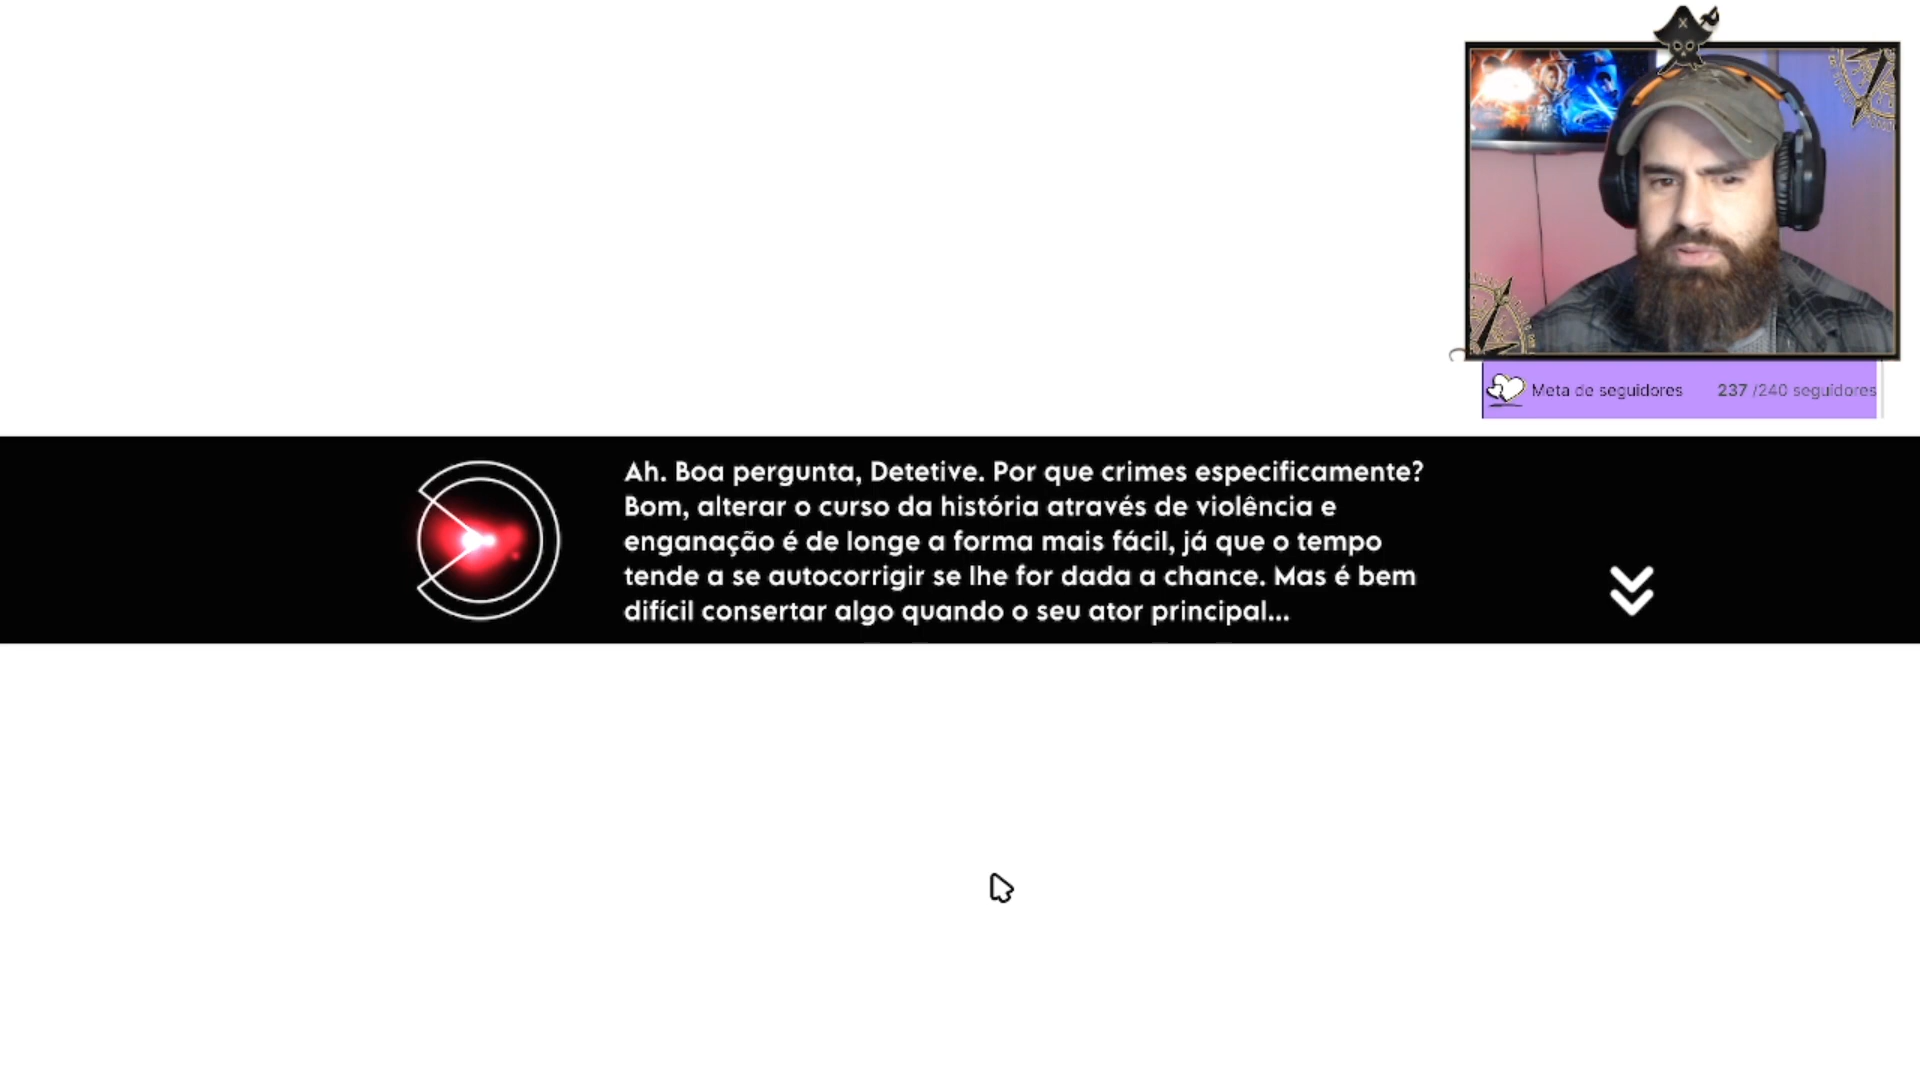 Meta de seguidores 237 /240 seguidores
Ah. Boa pergunta, Detetive. Por que crimes especificamente?
Bom, alterar o curso da história através de violência e
enganação é de longe a forma mais fácil, já que o tempo
tende a se autocorrigir se lhe for dada a chance. Mas é bem
difícil consertar algo quando o seu ator principal...